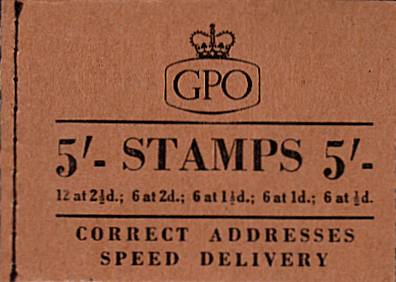 GPO
5/- STAMPS 5/-
12 at 2½d.; 6 at 2d.; 6 at 1½d.; 6 at 1d.; 6 at ½d.
CORRECT ADDRESSES
SPEED DELIVERY